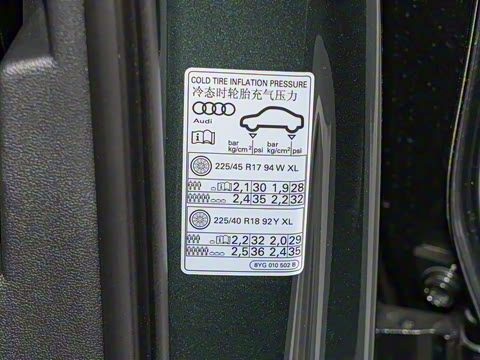 COLD TIRE INFLATION PRESSURE
冷态时轮胎充气压力
Audi
bar kg/cm² psi bar kg/cm² psi
225/45 R17 94 W XL
2,1 30 1,9 28
2,4 35 2,2 32
225/40 R18 92Y XL
2,2 32 2,0 29
2,5 36 2,4 35
8YG 010 502 B